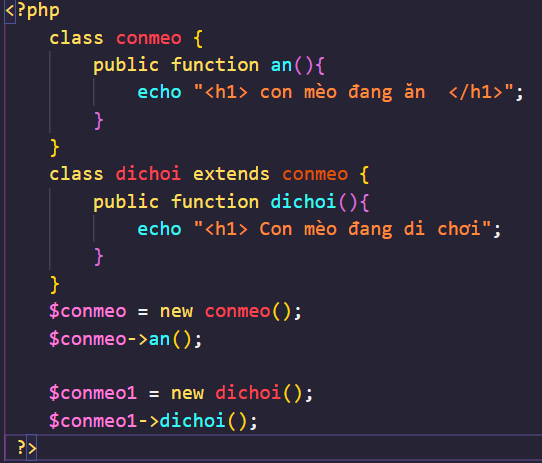 <?php
class conmeo {
public function an(){
echo "<h1> con mèo đang ăn  </h1>";
}
}
class dichoi extends conmeo {
public function dichoi(){
echo "<h1> Con mèo đang di chơi";
}
}
$conmeo = new conmeo();
$conmeo->an();

$conmeo1 = new dichoi();
$conmeo1->dichoi();
?>